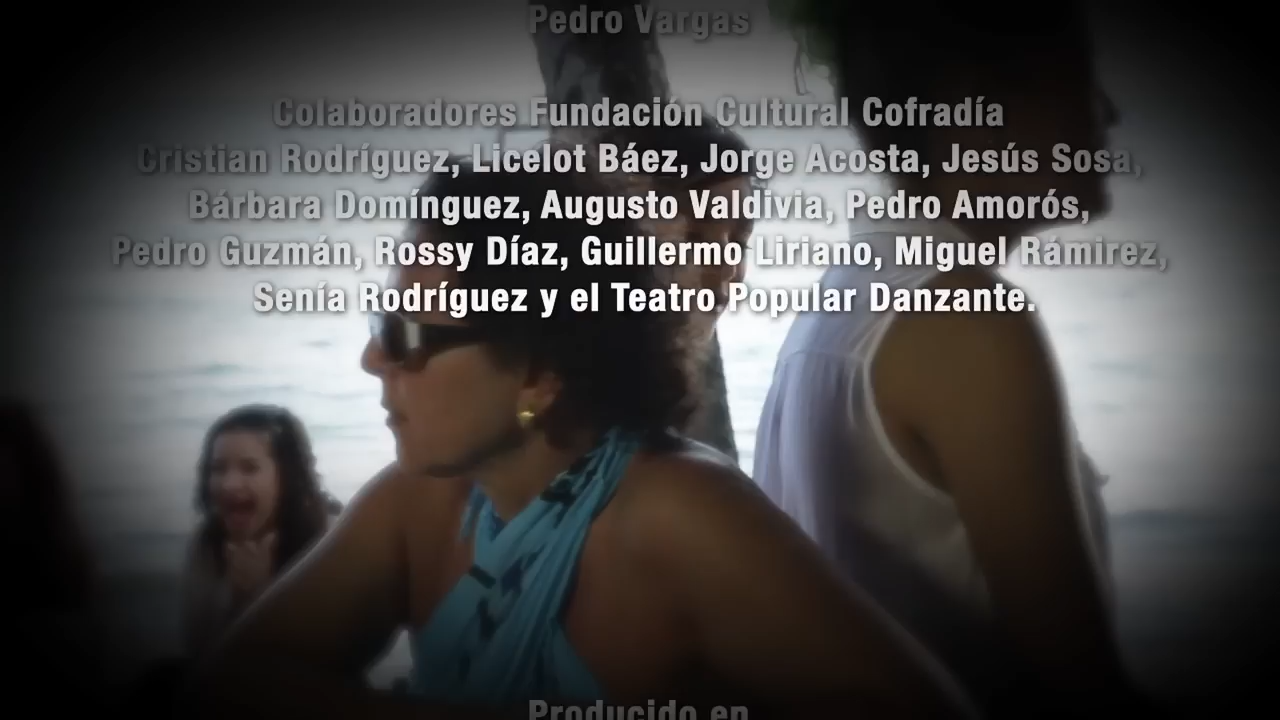 Pedro Vargas
Colaboradores Fundación Cultural Cofradía
Cristian Rodríguez, Licelot Báez, Jorge Acosta, Jesús Sosa,
Bárbara Domínguez, Augusto Valdivia, Pedro Amorós,
Pedro Guzmán, Rossy Díaz, Guillermo Liriano, Miguel Rámirez,
Senía Rodríguez y el Teatro Popular Danzante.
Producido en